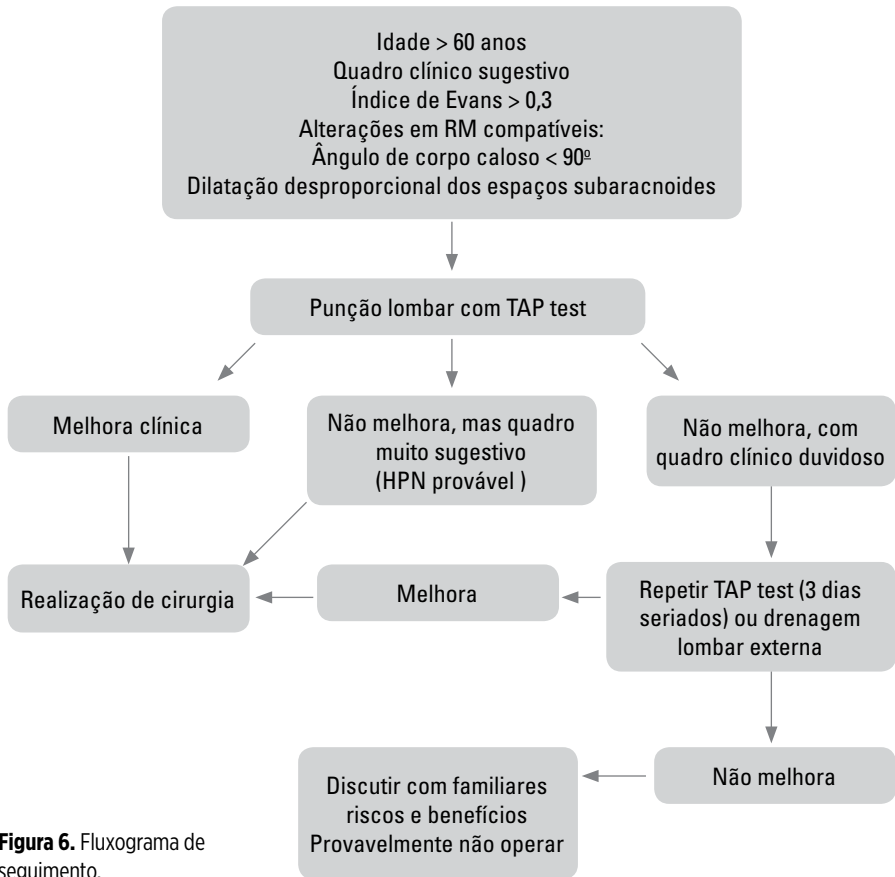 Idade > 60 anos
Quadro clínico sugestivo
Índice de Evans > 0,3
Alterações em RM compatíveis:
Ângulo de corpo caloso < 90º
Dilatação desproporcional dos espaços subaracnoides
Punção lombar com TAP test
Melhora clínica
Não melhora, mas quadro
muito sugestivo
(HPN provável )
Não melhora, com
quadro clínico duvidoso
Realização de cirurgia
Melhora
Repetir TAP test (3 dias
seriados) ou drenagem
lombar externa
Não melhora
Discutir com familiares
riscos e benefícios
Provavelmente não operar
Figura 6. Fluxograma de
seguimento.